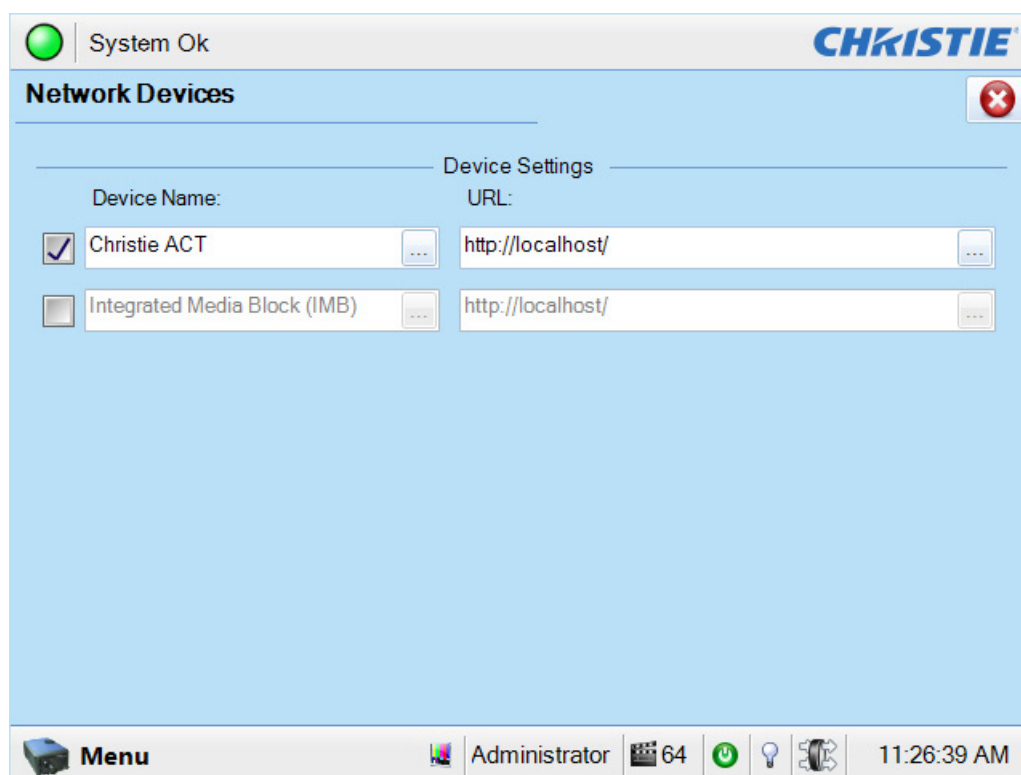 System Ok
CHRISTIE
Network Devices
Device Settings
Device Name: URL:
Christie ACT ... http://localhost/ ...
Integrated Media Block (IMB) ... http://localhost/ ...
Menu Administrator 64 11:26:39 AM